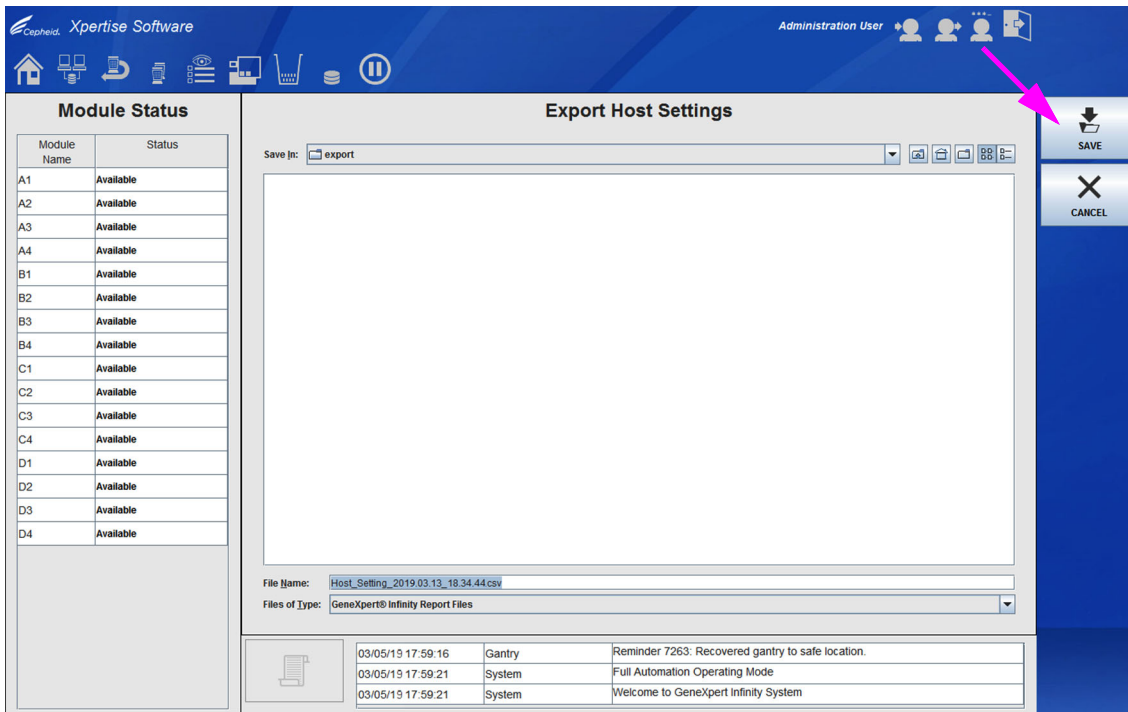 Cepheid. Xpertise Software
Administration User
Module Status
Module Name Status
A1 Available
A2 Available
A3 Available
A4 Available
B1 Available
B2 Available
B3 Available
B4 Available
C1 Available
C2 Available
C3 Available
C4 Available
D1 Available
D2 Available
D3 Available
D4 Available
Export Host Settings
Save In: export
File Name: Host_Setting_2019.03.13_18.34.44.csv
Files of Type: GeneXpert® Infinity Report Files
03/05/19 17:59:16 Gantry Reminder 7263: Recovered gantry to safe location.
03/05/19 17:59:21 System Full Automation Operating Mode
03/05/19 17:59:21 System Welcome to GeneXpert Infinity System
SAVE
CANCEL